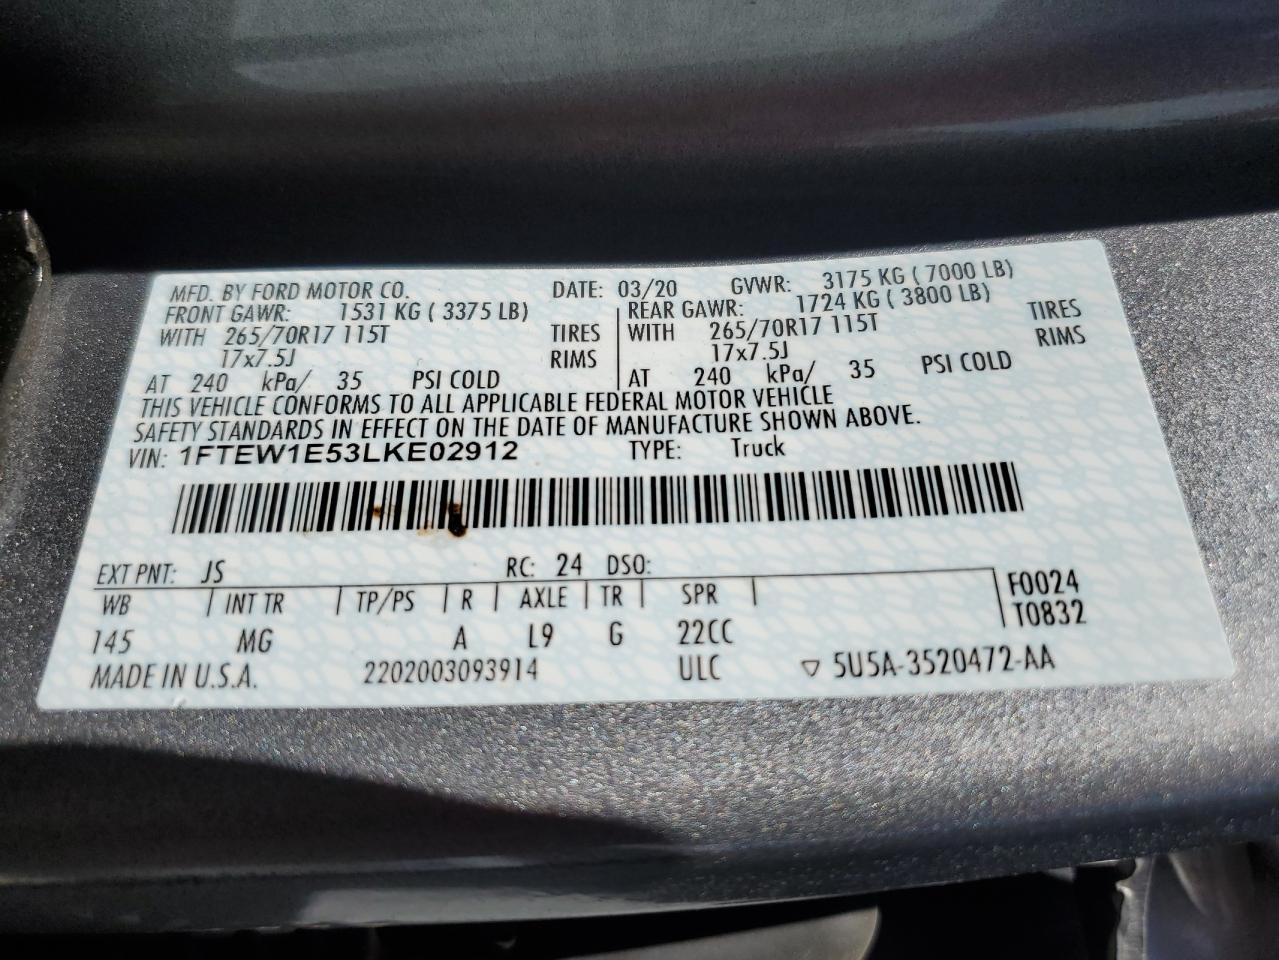 MFD. BY FORD MOTOR CO. DATE: 03/20 GVWR: 3175 KG ( 7000 LB)
FRONT GAWR: 1531 KG ( 3375 LB) REAR GAWR: 1724 KG ( 3800 LB)
WITH 265/70R17 115T TIRES WITH 265/70R17 115T TIRES
17x7.5J RIMS 17x7.5J RIMS
AT 240 kPa/ 35 PSI COLD AT 240 kPa/ 35 PSI COLD
THIS VEHICLE CONFORMS TO ALL APPLICABLE FEDERAL MOTOR VEHICLE
SAFETY STANDARDS IN EFFECT ON THE DATE OF MANUFACTURE SHOWN ABOVE.
VIN: 1FTEW1E53LKE02912 TYPE: Truck
EXT PNT: JS RC: 24 DSO:
WB INT TR TP/PS R AXLE TR SPR F0024
T0832
145 MG A L9 G 22CC
MADE IN U.S.A. 2202003093914 ULC ▽ 5U5A-3520472-AA